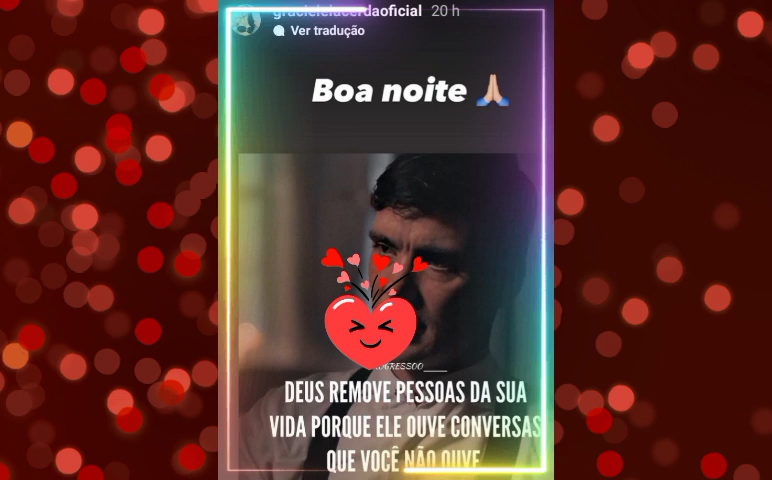 gracielelacerdaoficial 20 h
Ver tradução
Boa noite
DEUS REMOVE PESSOAS DA SUA
VIDA PORQUE ELE OUVE CONVERSAS
QUE VOCÊ NÃO OUVE